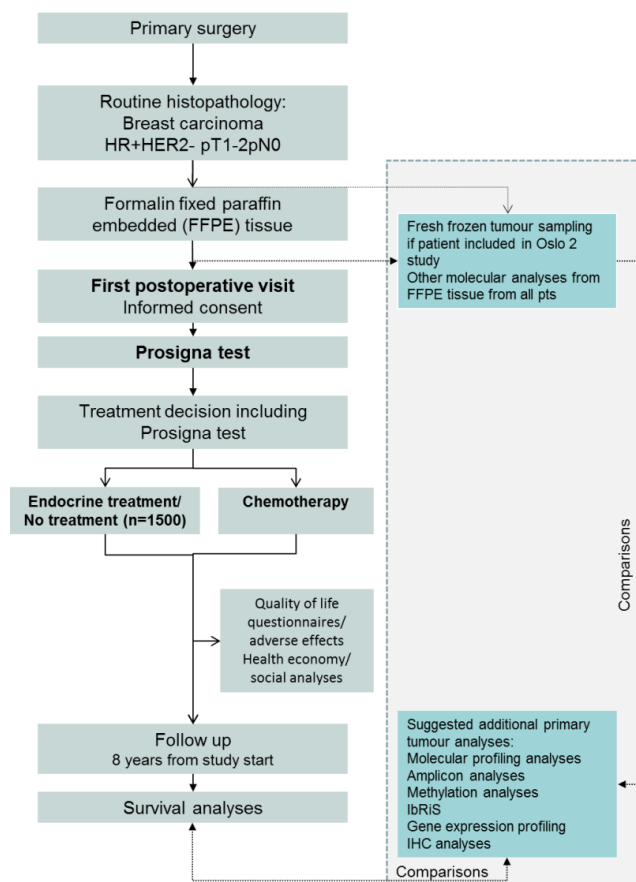 Primary surgery
Routine histopathology:
Breast carcinoma
HR+HER2- pT1-2pN0
Formalin fixed paraffin
embedded (FFPE) tissue
First postoperative visit
Informed consent
Prosigna test
Treatment decision including
Prosigna test
Endocrine treatment/
No treatment (n=1500)
Chemotherapy
Quality of life
questionnaires/
adverse effects
Health economy/
social analyses
Follow up
8 years from study start
Survival analyses
Fresh frozen tumour sampling
if patient included in Oslo 2
study
Other molecular analyses from
FFPE tissue from all pts
Comparisons
Suggested additional primary
tumour analyses:
Molecular profiling analyses
Amplicon analyses
Methylation analyses
IbRiS
Gene expression profiling
IHC analyses
Comparisons